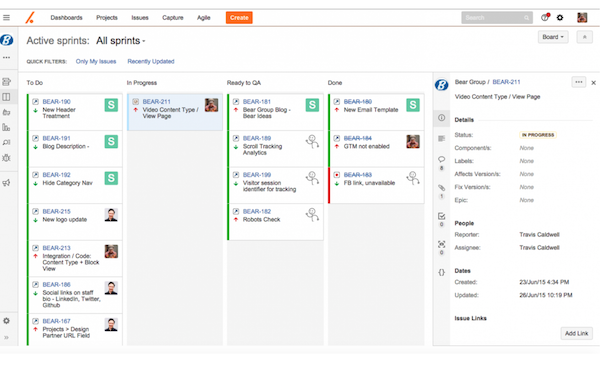 Dashboards Projects Issues Capture Agile Create Search
Active sprints: All sprints
Board
QUICK FILTERS: Only My Issues Recently Updated
To Do
BEAR-190
New Header
Treatment
S
BEAR-191
Blog Description -
S
BEAR-192
Hide Category Nav
S
BEAR-215
New logo update
BEAR-213
Integration / Code:
Content Type + Block
View
BEAR-186
Social links on staff
bio - LinkedIn, Twitter,
Github
BEAR-167
Projects > Design
Partner URL Field
In Progress
BEAR-211
Video Content Type /
View Page
Ready to QA
BEAR-181
Bear Group Blog -
Bear Ideas
S
BEAR-189
Scroll Tracking
Analytics
BEAR-199
Visitor session
identifier for tracking
BEAR-182
Robots Check
Done
BEAR-180
New Email Template
S
BEAR-184
GTM not enabled
BEAR-183
FB link, unavailable
Bear Group / BEAR-211
Video Content Type / View Page
Details
Status: IN PROGRESS
Component/s: None
Labels: None
Affects Version/s: None
Fix Version/s: None
Epic: None
People
Reporter: Travis Caldwell
Assignee: Travis Caldwell
Dates
Created: 23/Jun/15 4:34 PM
Updated: 26/Jun/15 10:19 PM
Issue Links
Add Link